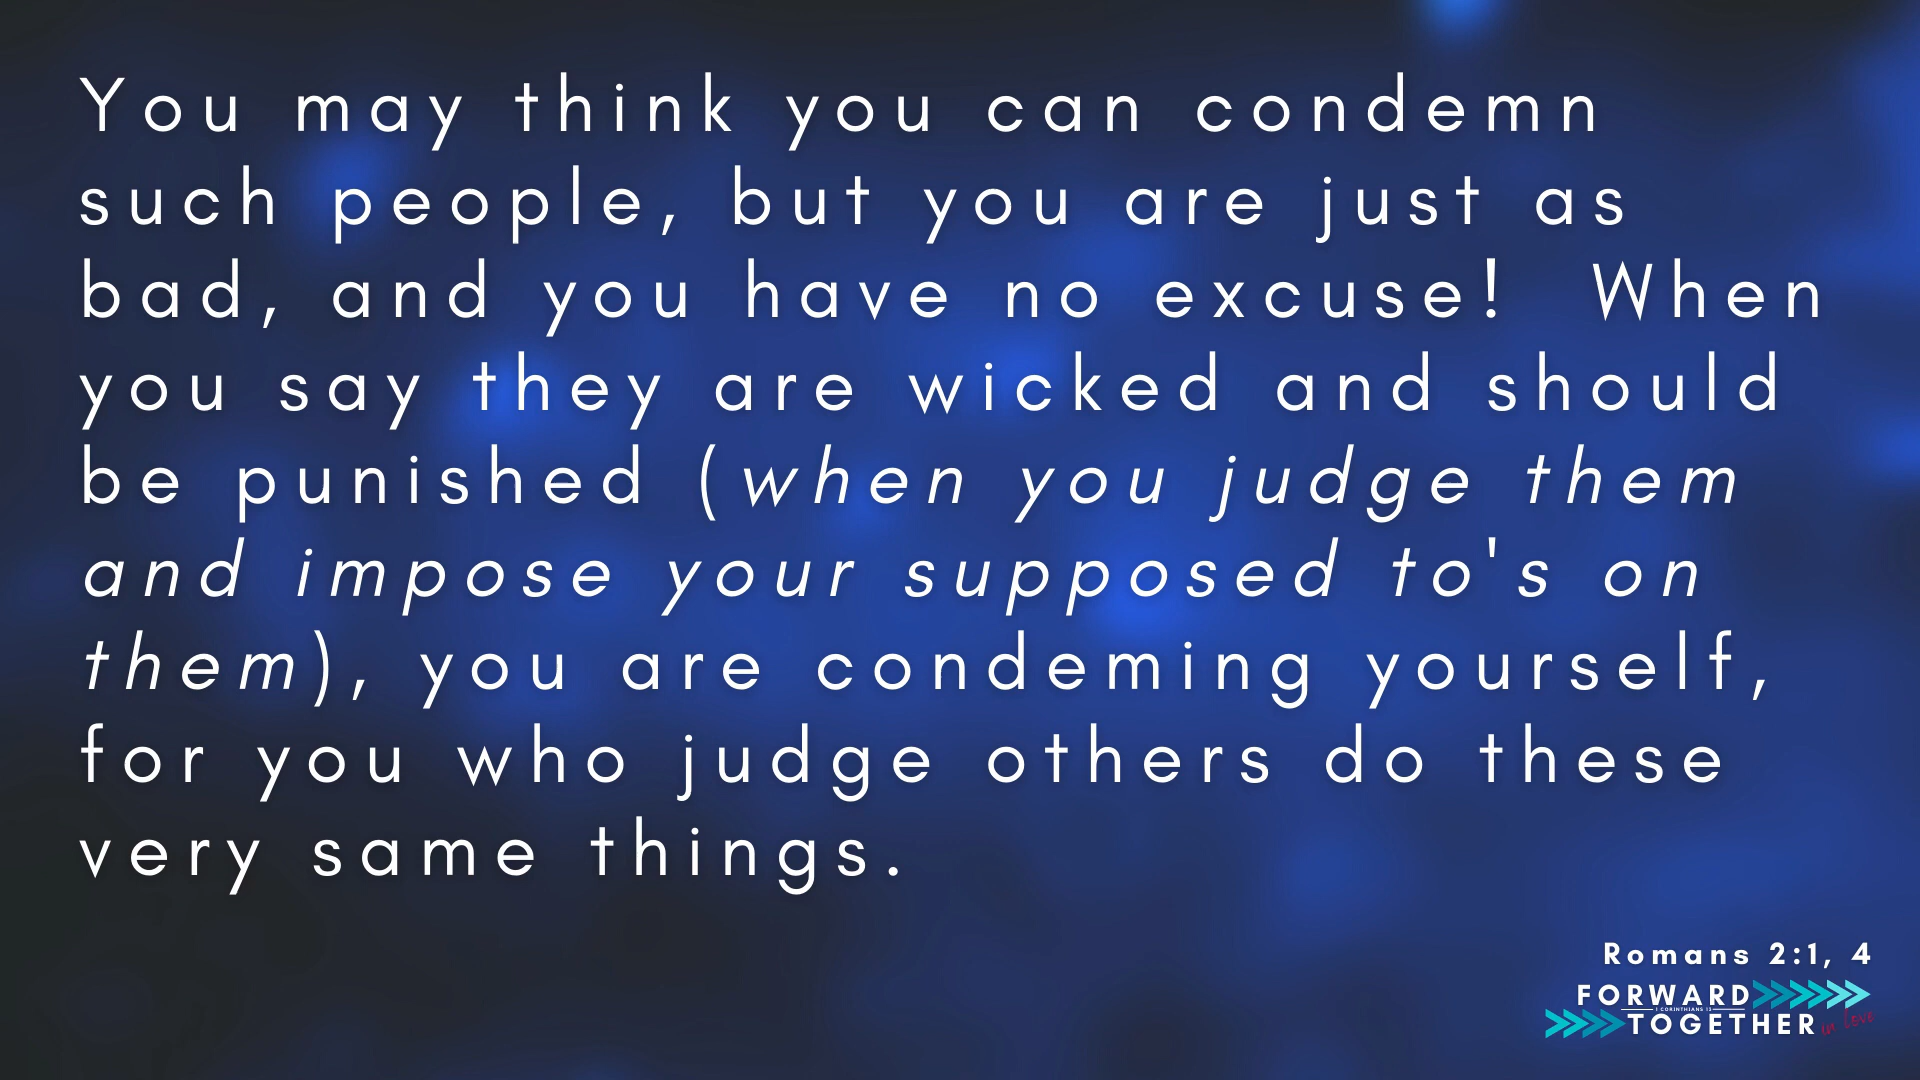 You may think you can condemn
such people, but you are just as
bad, and you have no excuse!  When
you say they are wicked and should
be punished (when you judge them
and impose your supposed to's on
them), you are condeming yourself,
for you who judge others do these
very same things.
Romans 2:1, 4
FORWARD
1 CORINTHIANS 13
TOGETHER in love